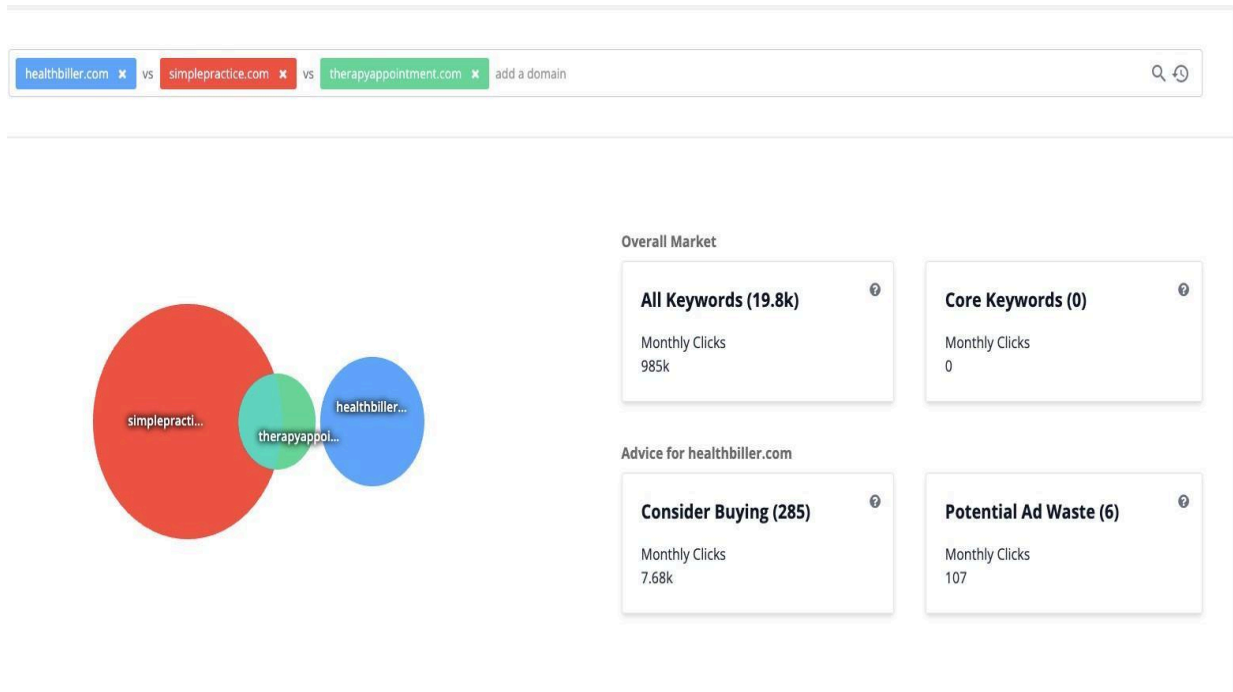 healthbiller.com × vs simplepractice.com × vs therapyappointment.com × add a domain
simplepracti...
therapyappoi...
healthbiller...
Overall Market
All Keywords (19.8k)
Monthly Clicks
985k
Core Keywords (0)
Monthly Clicks
0
Advice for healthbiller.com
Consider Buying (285)
Monthly Clicks
7.68k
Potential Ad Waste (6)
Monthly Clicks
107